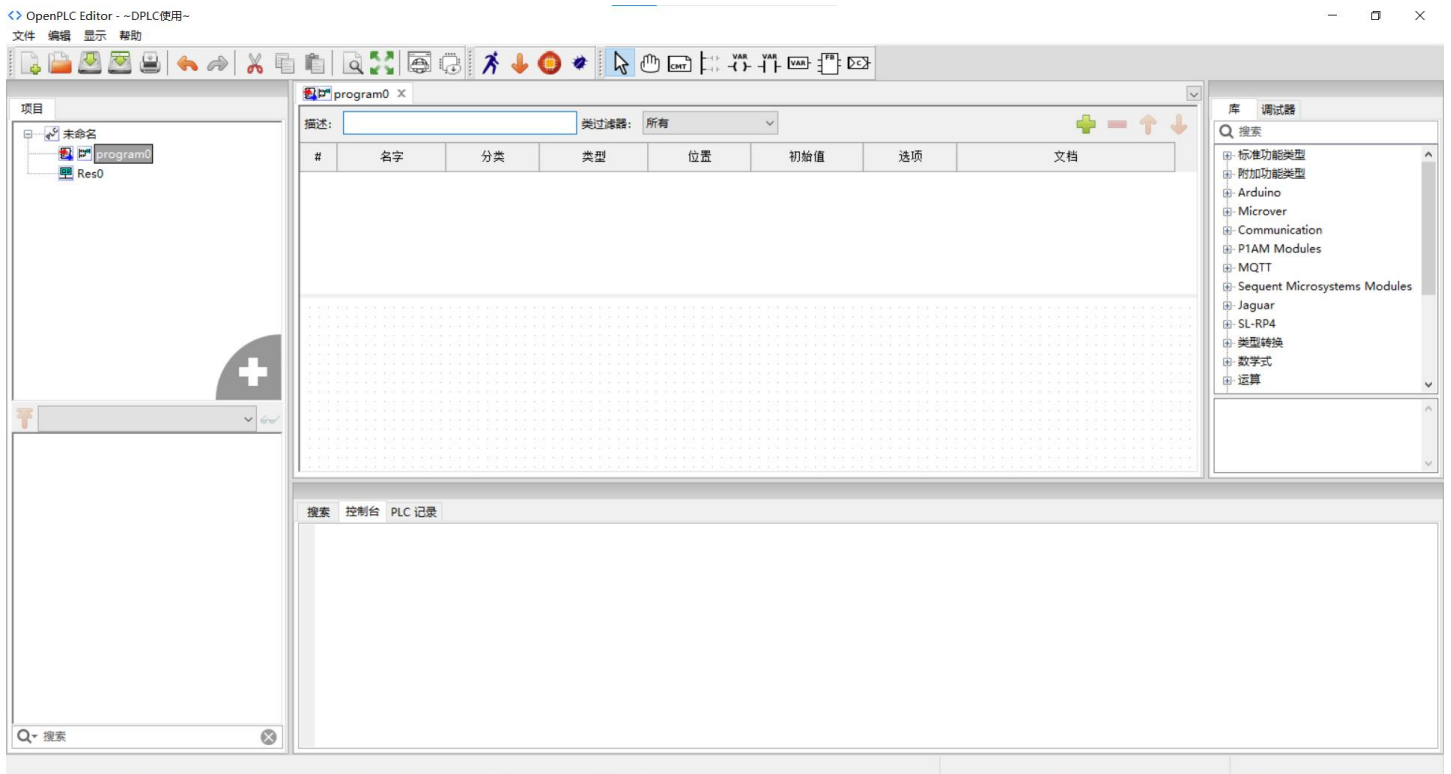 OpenPLC Editor - ~DPLC使用~
文件 编辑 显示 帮助
CMT VAR VAR VAR FB
项目
未命名
program0
Res0
搜索
program0
描述: 类过滤器: 所有
# 名字 分类 类型 位置 初始值 选项 文档
搜索 控制台 PLC 记录
库 调试器
搜索
标准功能类型
附加功能类型
Arduino
Microver
Communication
P1AM Modules
MQTT
Sequent Microsystems Modules
Jaguar
SL-RP4
类型转换
数学式
运算